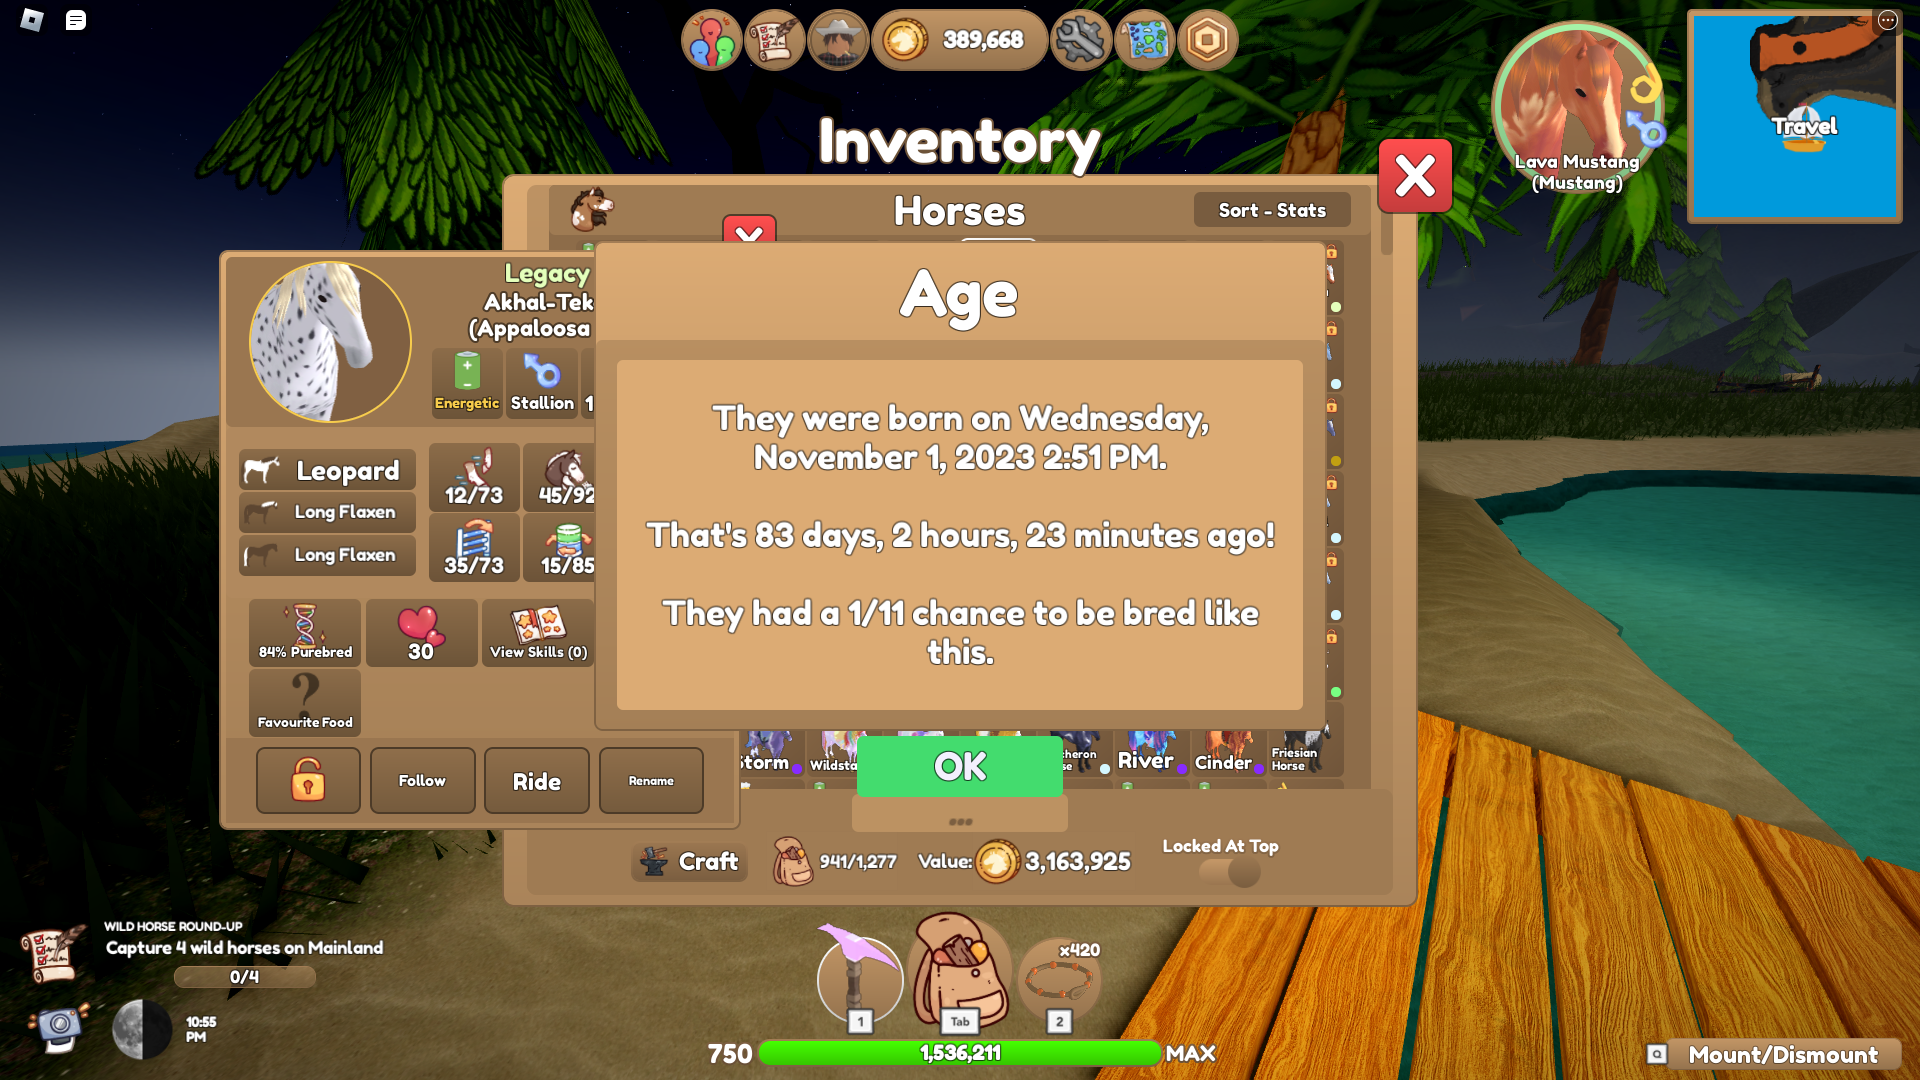 389,668
Inventory
Lava Mustang
(Mustang)
Travel
Horses
Sort - Stats
Legacy
Akhal-Tek
(Appaloosa
Energetic
Stallion
1
Leopard
Long Flaxen
Long Flaxen
12/73
45/92
35/73
15/85
84% Purebred
30
View Skills (0)
Favourite Food
Follow
Ride
Rename
Age
They were born on Wednesday,
November 1, 2023 2:51 PM.
That's 83 days, 2 hours, 23 minutes ago!
They had a 1/11 chance to be bred like
this.
OK
River
Cinder
Friesian
Horse
Craft
941/1,277
Value:
3,163,925
Locked At Top
WILD HORSE ROUND-UP
Capture 4 wild horses on Mainland
0/4
10:55
PM
1
Tab
x420
2
750
1,536,211
MAX
Q
Mount/Dismount